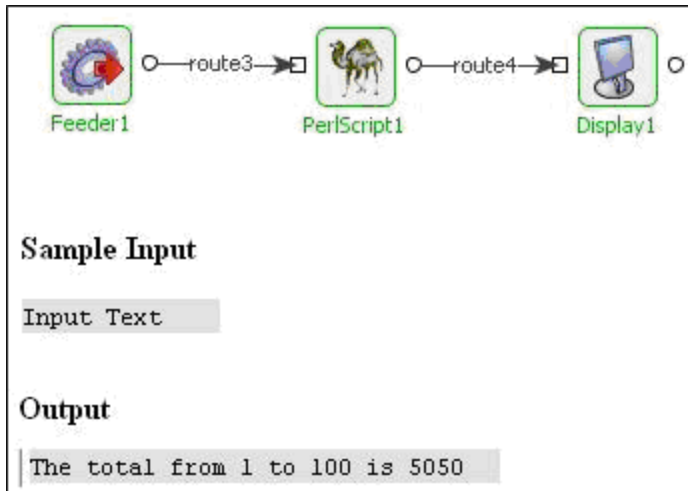 route3
route4
Feeder1
PerlScript1
Display1
Sample Input
Input Text
Output
The total from 1 to 100 is 5050